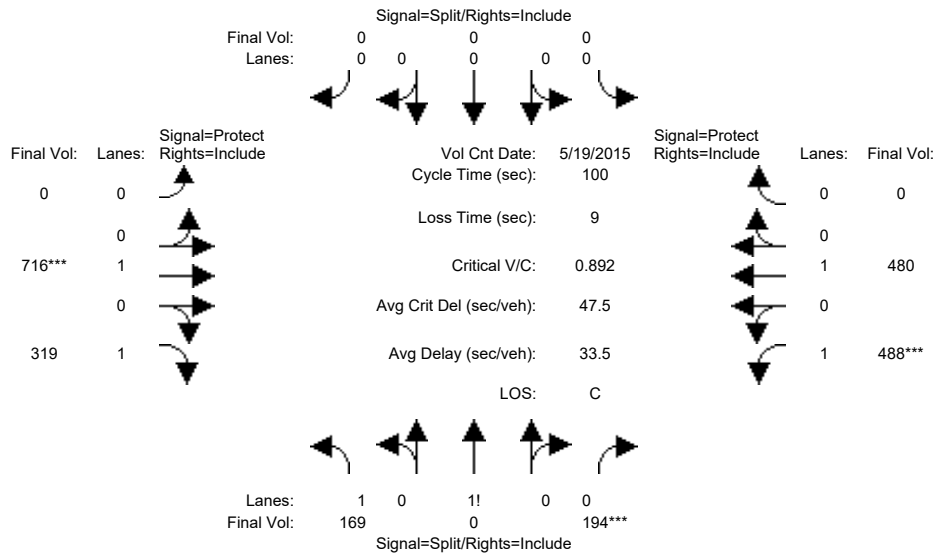 Signal=Split/Rights=Include
Final Vol: 0 0 0
Lanes: 0 0 0 0 0
Signal=Protect Signal=Protect
Final Vol: Lanes: Rights=Include Vol Cnt Date: 5/19/2015 Rights=Include Lanes: Final Vol:
Cycle Time (sec): 100
0 0 0 0
Loss Time (sec): 9
0 0
716*** 1 Critical V/C: 0.892 1 480
0 Avg Crit Del (sec/veh): 47.5 0
319 1 Avg Delay (sec/veh): 33.5 1 488***
LOS: C
Lanes: 1 0 1! 0 0
Final Vol: 169 0 194***
Signal=Split/Rights=Include